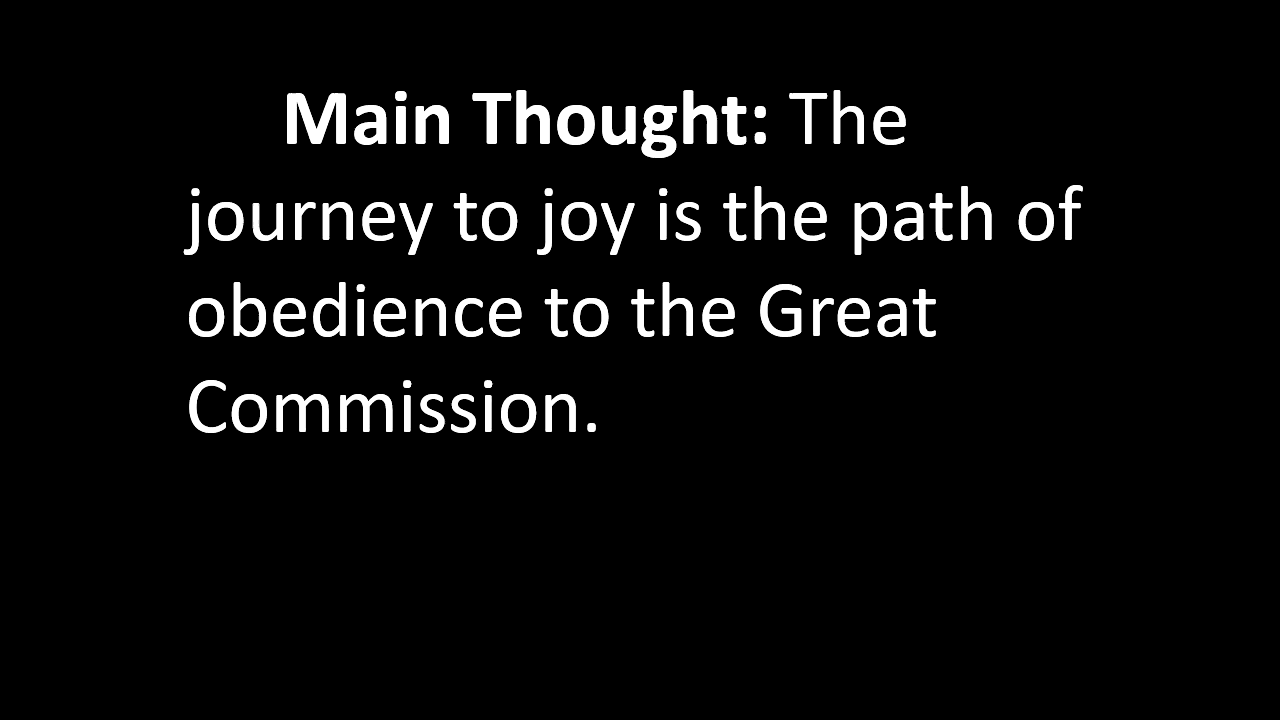 Main Thought: The
journey to joy is the path of
obedience to the Great
Commission.